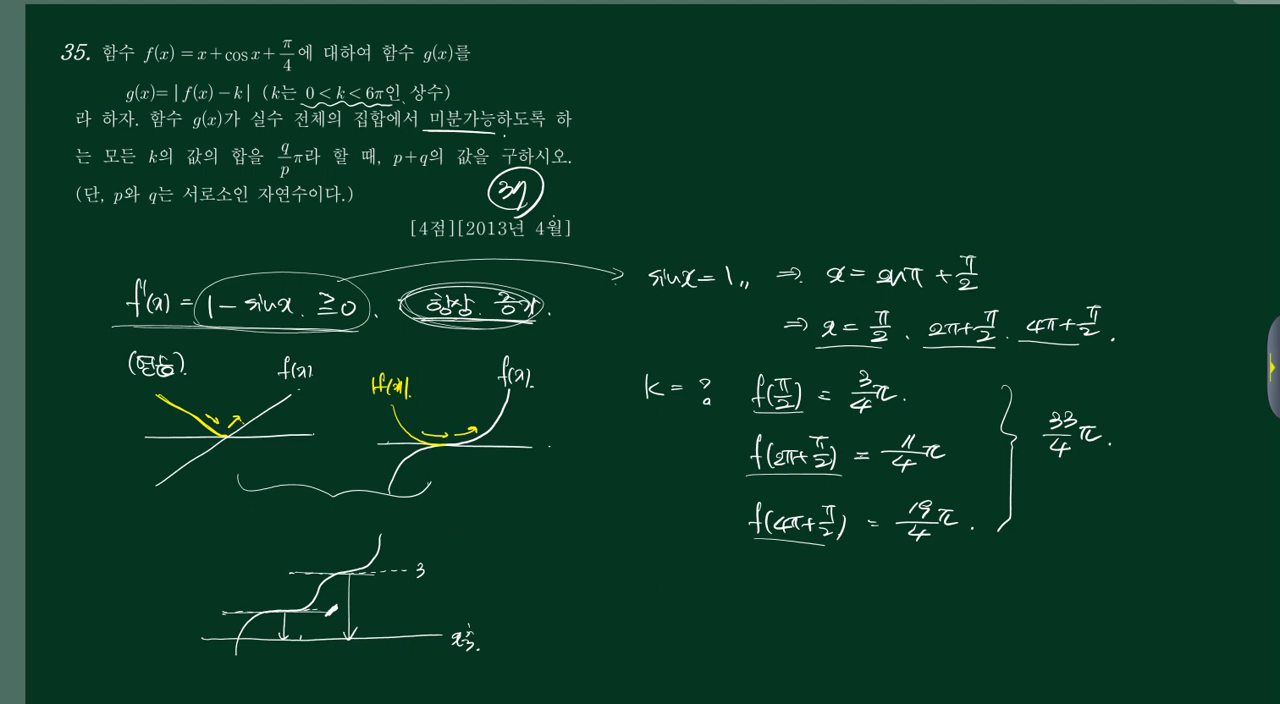 35. 함수 f(x) = x + cos x + π/4 에 대하여 함수 g(x)를
g(x) = | f(x) − k | (k는 0 < k < 6π인 상수)
라 하자. 함수 g(x)가 실수 전체의 집합에서 미분가능하도록 하
는 모든 k의 값의 합을 q/p π라 할 때, p+q의 값을 구하시오.
(단, p와 q는 서로소인 자연수이다.)
37
[4점][2013년 4월]
f'(x) = 1 − sinx ≥ 0. 항상 증가.
sinx = 1,, ⇒ x = 2nπ + π/2
⇒ x = π/2, 2π+π/2, 4π+π/2.
f(x)
|f(x)|
f(x).
k = ? f(π/2) = 3/4 π.
f(2π+π/2) = 11/4 π
f(4π+π/2) = 19/4 π.
33/4 π.
3